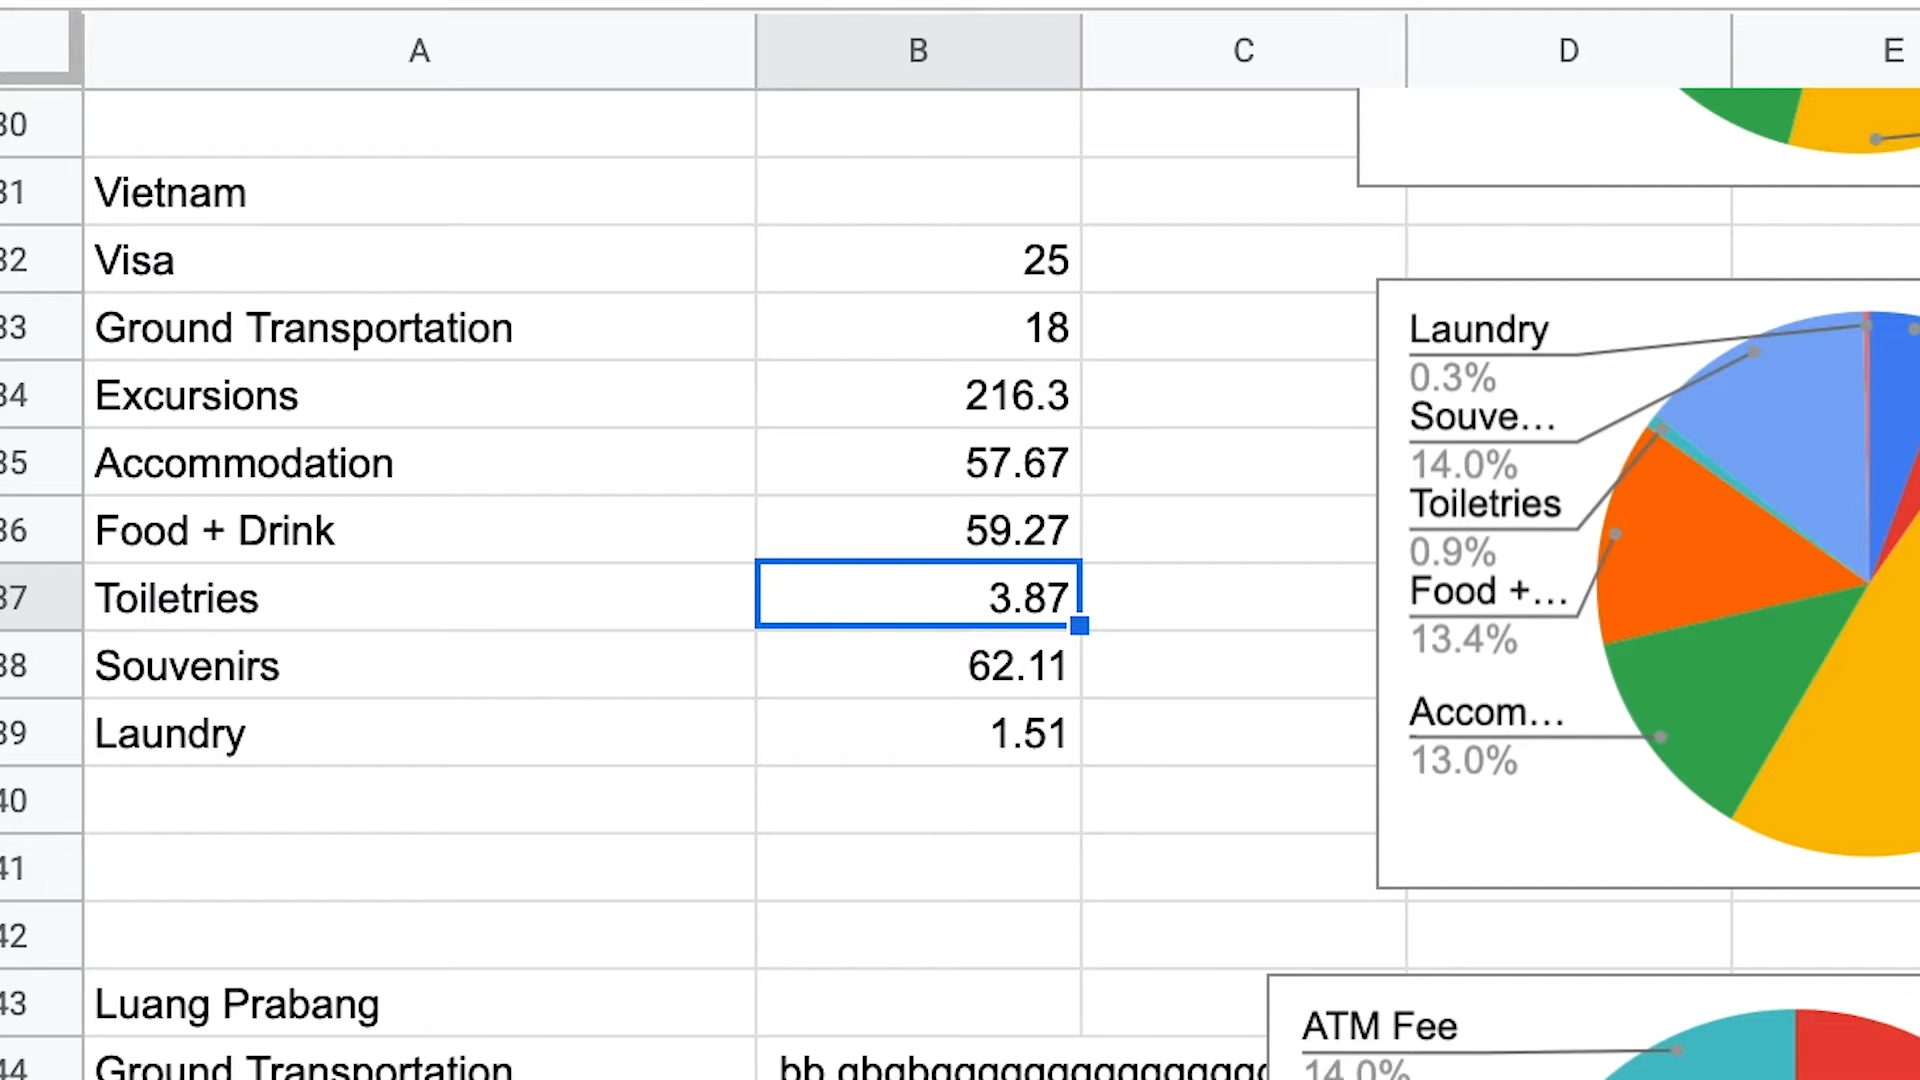 A B C D E
30
31 Vietnam
32 Visa 25
33 Ground Transportation 18
34 Excursions 216.3
35 Accommodation 57.67
36 Food + Drink 59.27
37 Toiletries 3.87
38 Souvenirs 62.11
39 Laundry 1.51
40
41
42
43 Luang Prabang
44 Ground Transportation
Laundry
0.3%
Souve...
14.0%
Toiletries
0.9%
Food +...
13.4%
Accom...
13.0%
ATM Fee
14.0%